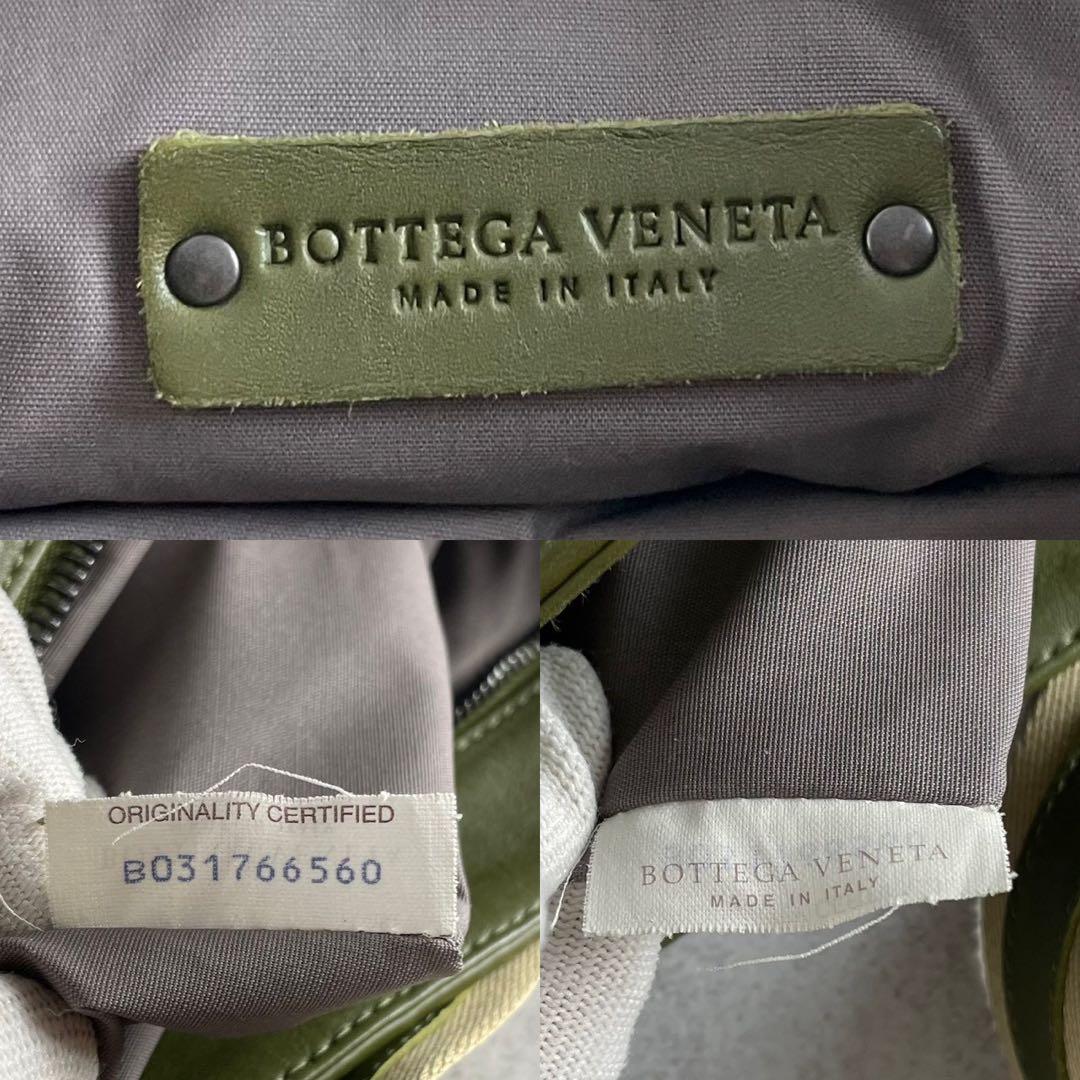 BOTTEGA VENETA
MADE IN ITALY
ORIGINALITY CERTIFIED
B031766560
BOTTEGA VENETA
MADE IN ITALY